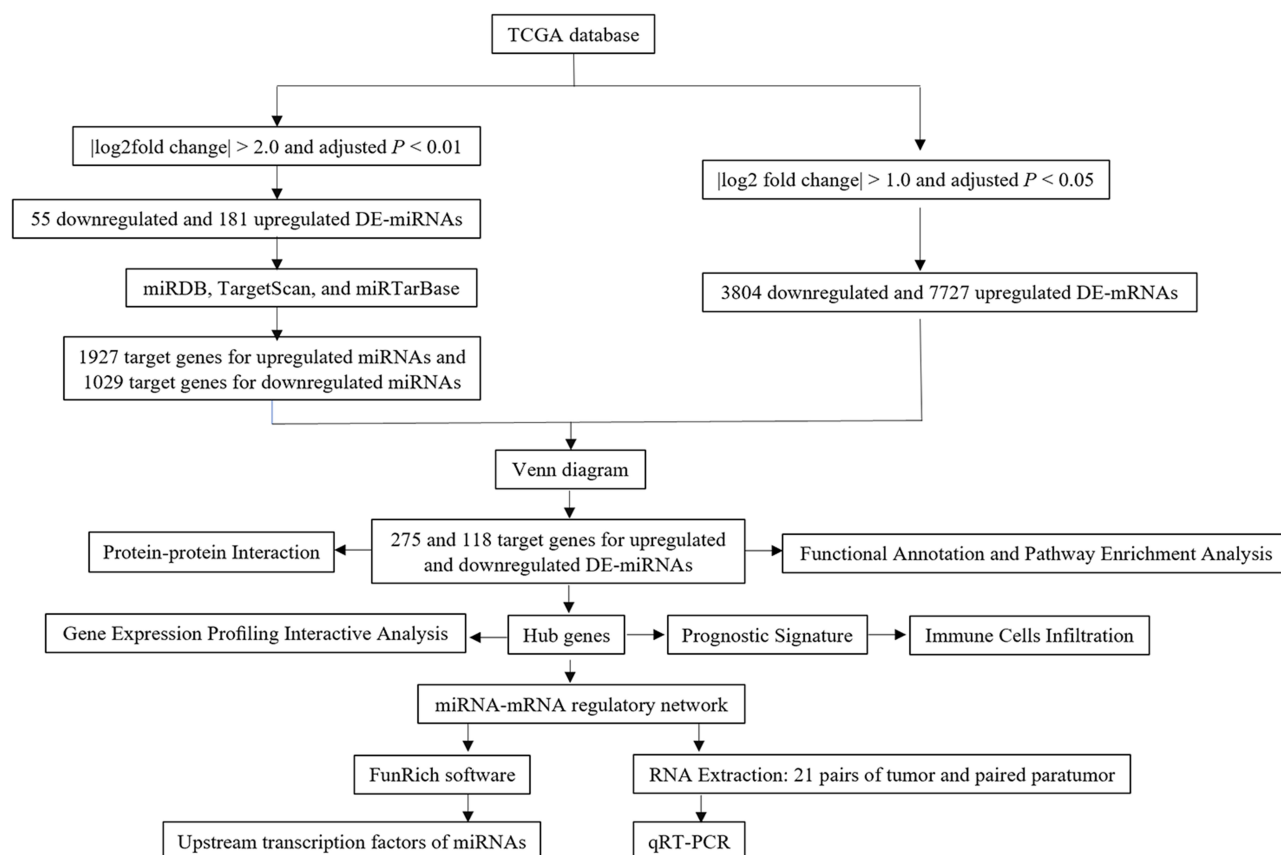 TCGA database
|log2fold change| > 2.0 and adjusted P < 0.01
|log2 fold change| > 1.0 and adjusted P < 0.05
55 downregulated and 181 upregulated DE-miRNAs
miRDB, TargetScan, and miRTarBase
3804 downregulated and 7727 upregulated DE-mRNAs
1927 target genes for upregulated miRNAs and
1029 target genes for downregulated miRNAs
Venn diagram
Protein-protein Interaction
275 and 118 target genes for upregulated
and downregulated DE-miRNAs
Functional Annotation and Pathway Enrichment Analysis
Gene Expression Profiling Interactive Analysis
Hub genes
Prognostic Signature
Immune Cells Infiltration
miRNA-mRNA regulatory network
FunRich software
RNA Extraction: 21 pairs of tumor and paired paratumor
Upstream transcription factors of miRNAs
qRT-PCR